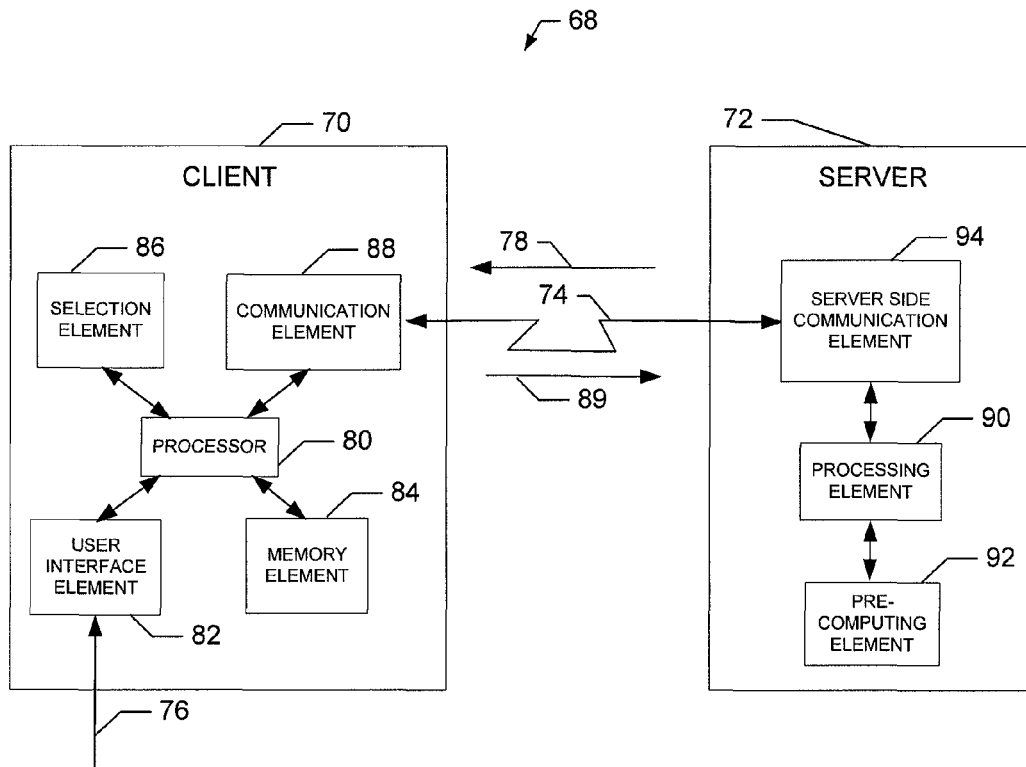 68
70
72
CLIENT
SERVER
86
88
78
94
SELECTION
ELEMENT
COMMUNICATION
ELEMENT
74
SERVER SIDE
COMMUNICATION
ELEMENT
89
90
PROCESSOR
80
PROCESSING
ELEMENT
84
USER
INTERFACE
ELEMENT
MEMORY
ELEMENT
92
PRE-
COMPUTING
ELEMENT
82
76